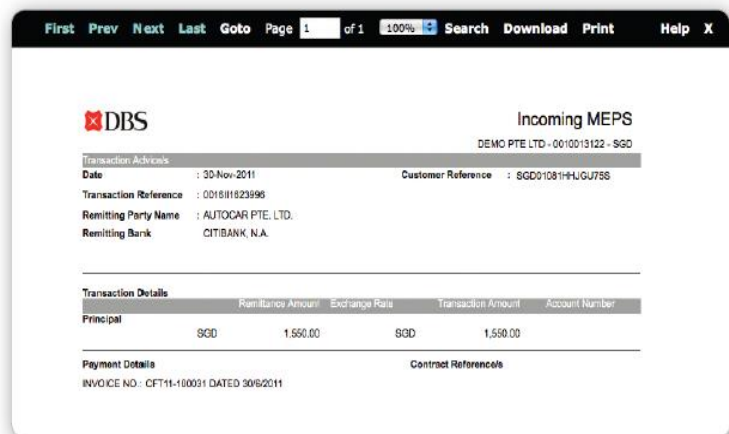 First Prev Next Last Goto Page 1 of 1 100% Search Download Print Help X
DBS
Incoming MEPS
DEMO PTE LTD - 0010013122 - SGD
Transaction Advice/s
Date : 30-Nov-2011 Customer Reference : SGD01081HHJGU75S
Transaction Reference : 0016II1623996
Remitting Party Name : AUTOCAR PTE. LTD.
Remitting Bank CITIBANK, N.A.
Transaction Details
Remittance Amount Exchange Rate Transaction Amount Account Number
Principal
SGD 1,550.00 SGD 1,550.00
Payment Details Contract Reference/s
INVOICE NO.: CFT11-100031 DATED 30/6/2011